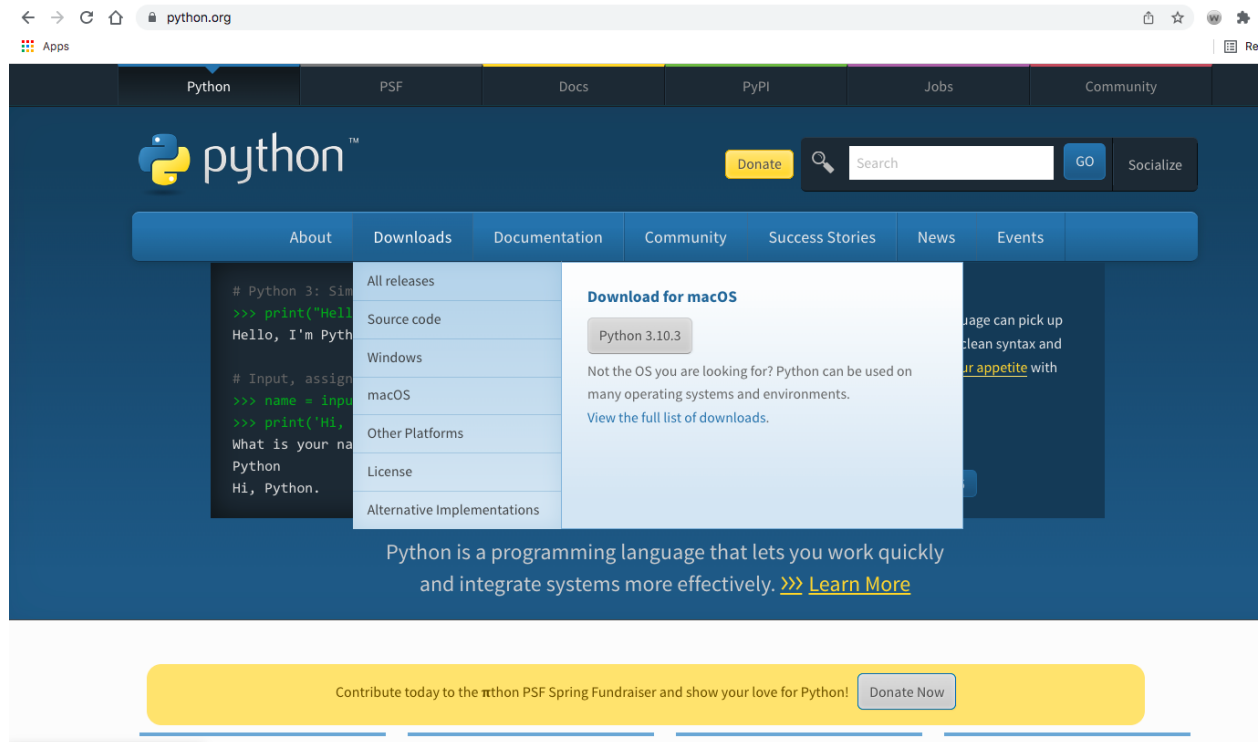 python.org
Apps
Re
Python PSF Docs PyPI Jobs Community
python™
Donate Search GO Socialize
About Downloads Documentation Community Success Stories News Events
# Python 3: Sim
>>> print("Hell
Hello, I'm Pyth
# Input, assign
>>> name = inpu
>>> print('Hi,
What is your na
Python
Hi, Python.
All releases
Source code
Windows
macOS
Other Platforms
License
Alternative Implementations
Download for macOS
Python 3.10.3
Not the OS you are looking for? Python can be used on
many operating systems and environments.
View the full list of downloads.
uage can pick up
clean syntax and
ur appetite with
Python is a programming language that lets you work quickly
and integrate systems more effectively. >>> Learn More
Contribute today to the πthon PSF Spring Fundraiser and show your love for Python! Donate Now